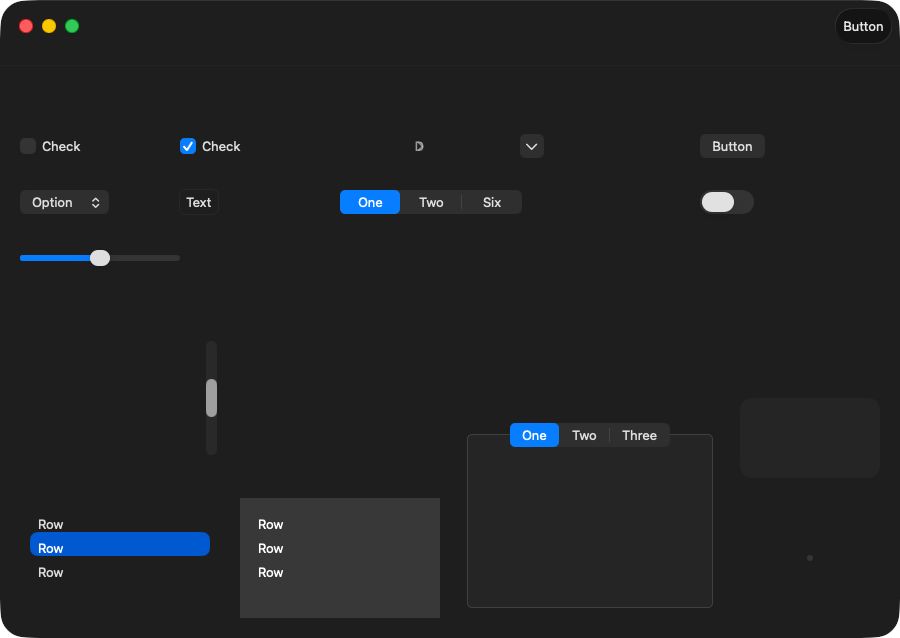 Button
Check
Check
Button
Option
Text
One
Two
Six
One
Two
Three
Row
Row
Row
Row
Row
Row